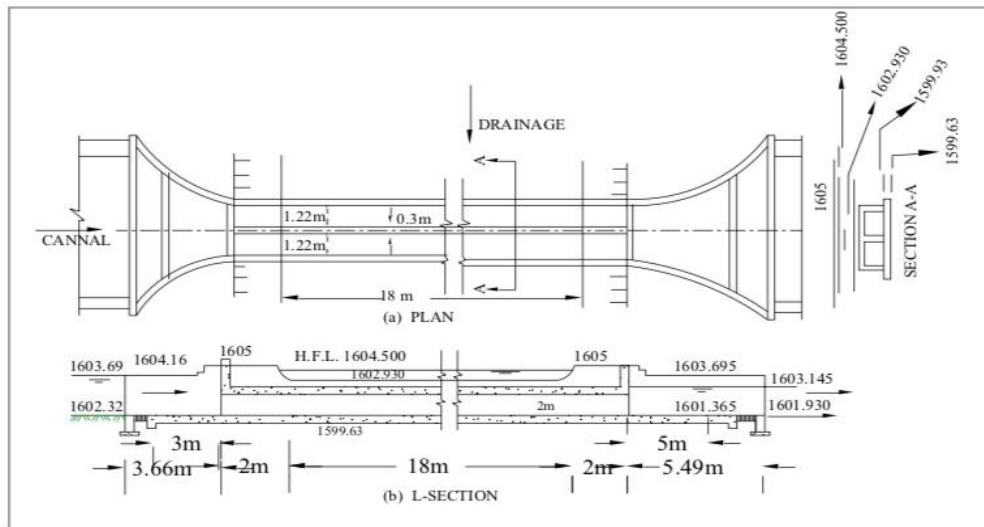 DRAINAGE
A
1.22m
0.3m
CANNAL
1.22m
A
18 m
(a) PLAN
1604.500
1602.930
1599.93
1599.63
1605
SECTION A-A
1605
H.F.L. 1604.500
1605
1603.69
1604.16
1603.695
1602.930
1603.145
1602.32
2m
1601.365
1601.930
1599.63
3m
5m
3.66m
2m
18m
2m
5.49m
(b) L-SECTION